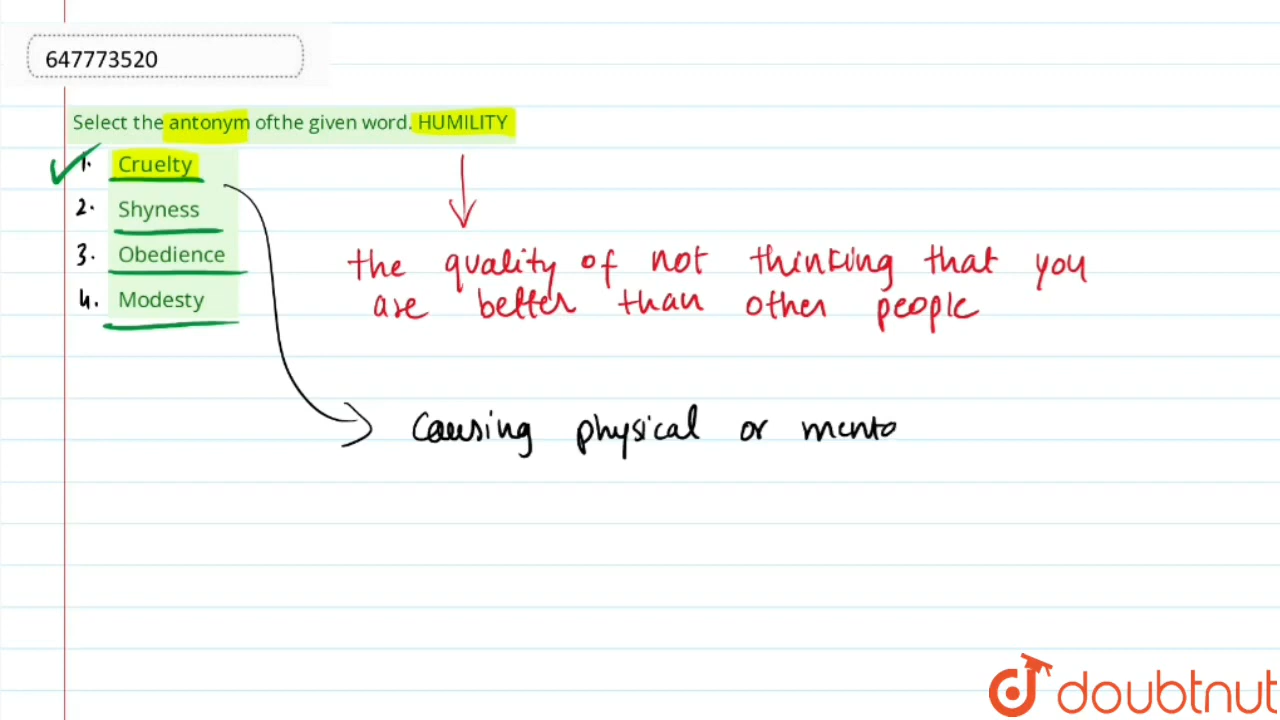 647773520
Select the antonym ofthe given word. HUMILITY
1. Cruelty
2. Shyness
3. Obedience
4. Modesty
the quality of not thinking that you
are better than other people
Causing physical or menta
doubtnut